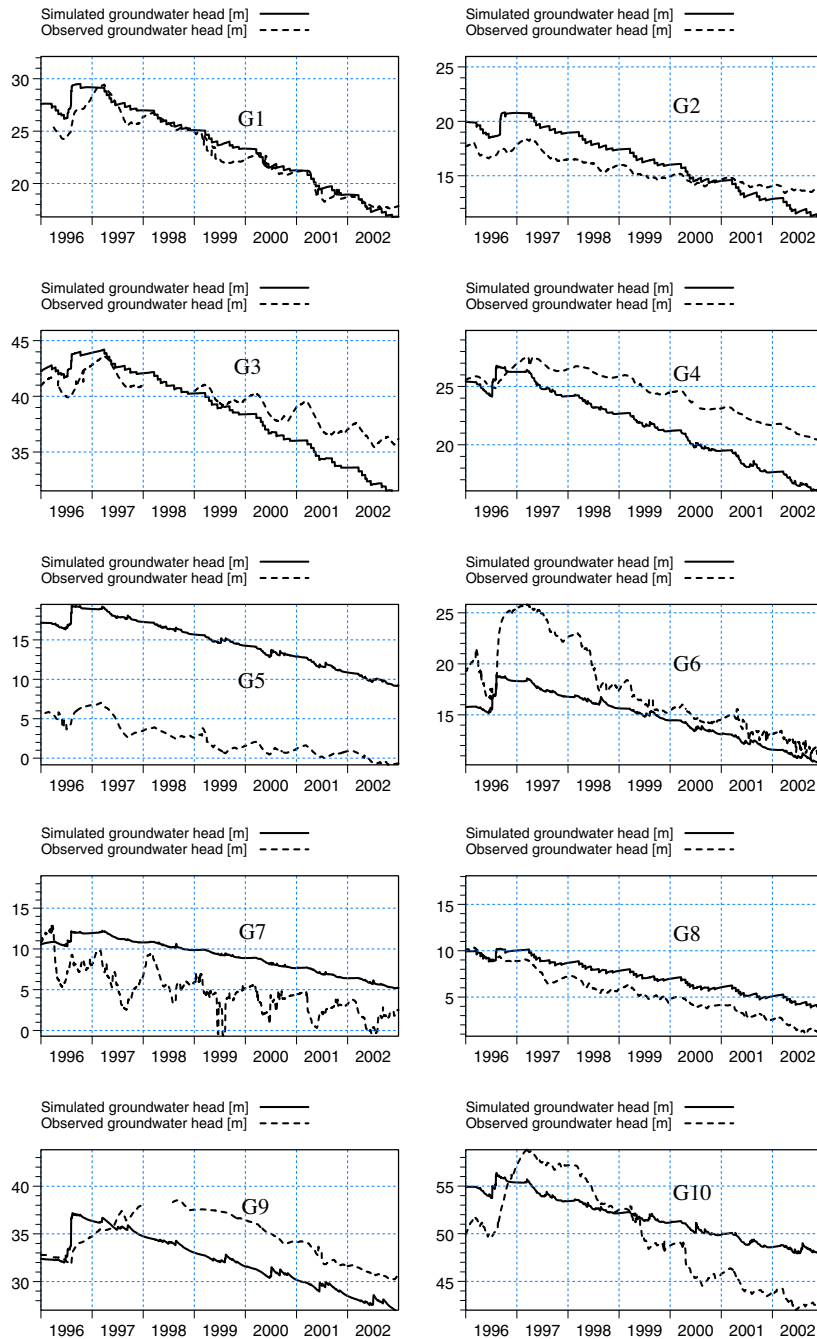 Simulated groundwater head [m]
Observed groundwater head [m]
30
25
20
G1
1996 1997 1998 1999 2000 2001 2002
Simulated groundwater head [m]
Observed groundwater head [m]
25
20
15
G2
1996 1997 1998 1999 2000 2001 2002
Simulated groundwater head [m]
Observed groundwater head [m]
45
40
35
G3
1996 1997 1998 1999 2000 2001 2002
Simulated groundwater head [m]
Observed groundwater head [m]
25
20
G4
1996 1997 1998 1999 2000 2001 2002
Simulated groundwater head [m]
Observed groundwater head [m]
15
10
5
0
G5
1996 1997 1998 1999 2000 2001 2002
Simulated groundwater head [m]
Observed groundwater head [m]
25
20
15
G6
1996 1997 1998 1999 2000 2001 2002
Simulated groundwater head [m]
Observed groundwater head [m]
15
10
5
0
G7
1996 1997 1998 1999 2000 2001 2002
Simulated groundwater head [m]
Observed groundwater head [m]
15
10
5
G8
1996 1997 1998 1999 2000 2001 2002
Simulated groundwater head [m]
Observed groundwater head [m]
40
35
30
G9
1996 1997 1998 1999 2000 2001 2002
Simulated groundwater head [m]
Observed groundwater head [m]
55
50
45
G10
1996 1997 1998 1999 2000 2001 2002